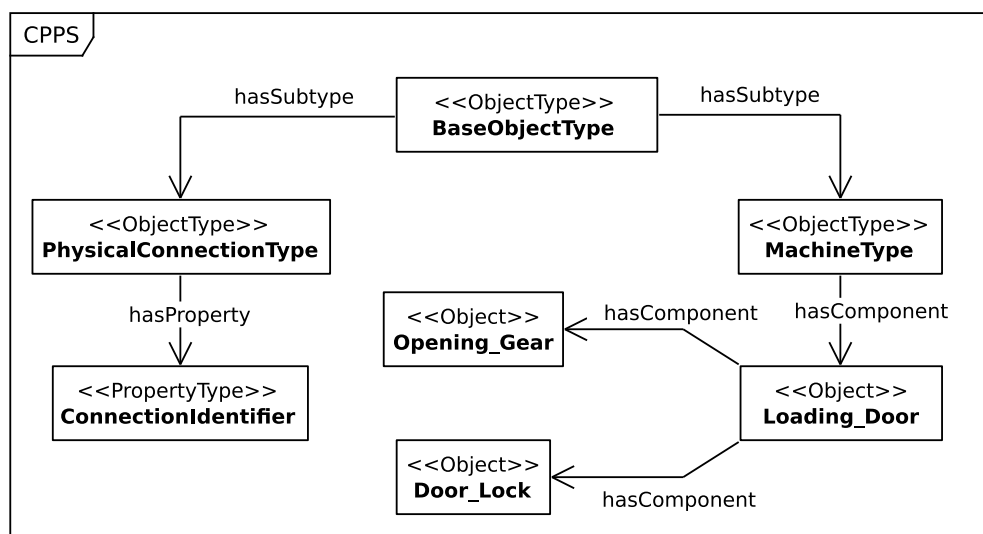 CPPS
hasSubtype
<<ObjectType>>
BaseObjectType
hasSubtype
<<ObjectType>>
PhysicalConnectionType
<<ObjectType>>
MachineType
hasProperty
<<Object>>
Opening_Gear
hasComponent
hasComponent
<<PropertyType>>
ConnectionIdentifier
<<Object>>
Loading_Door
<<Object>>
Door_Lock
hasComponent